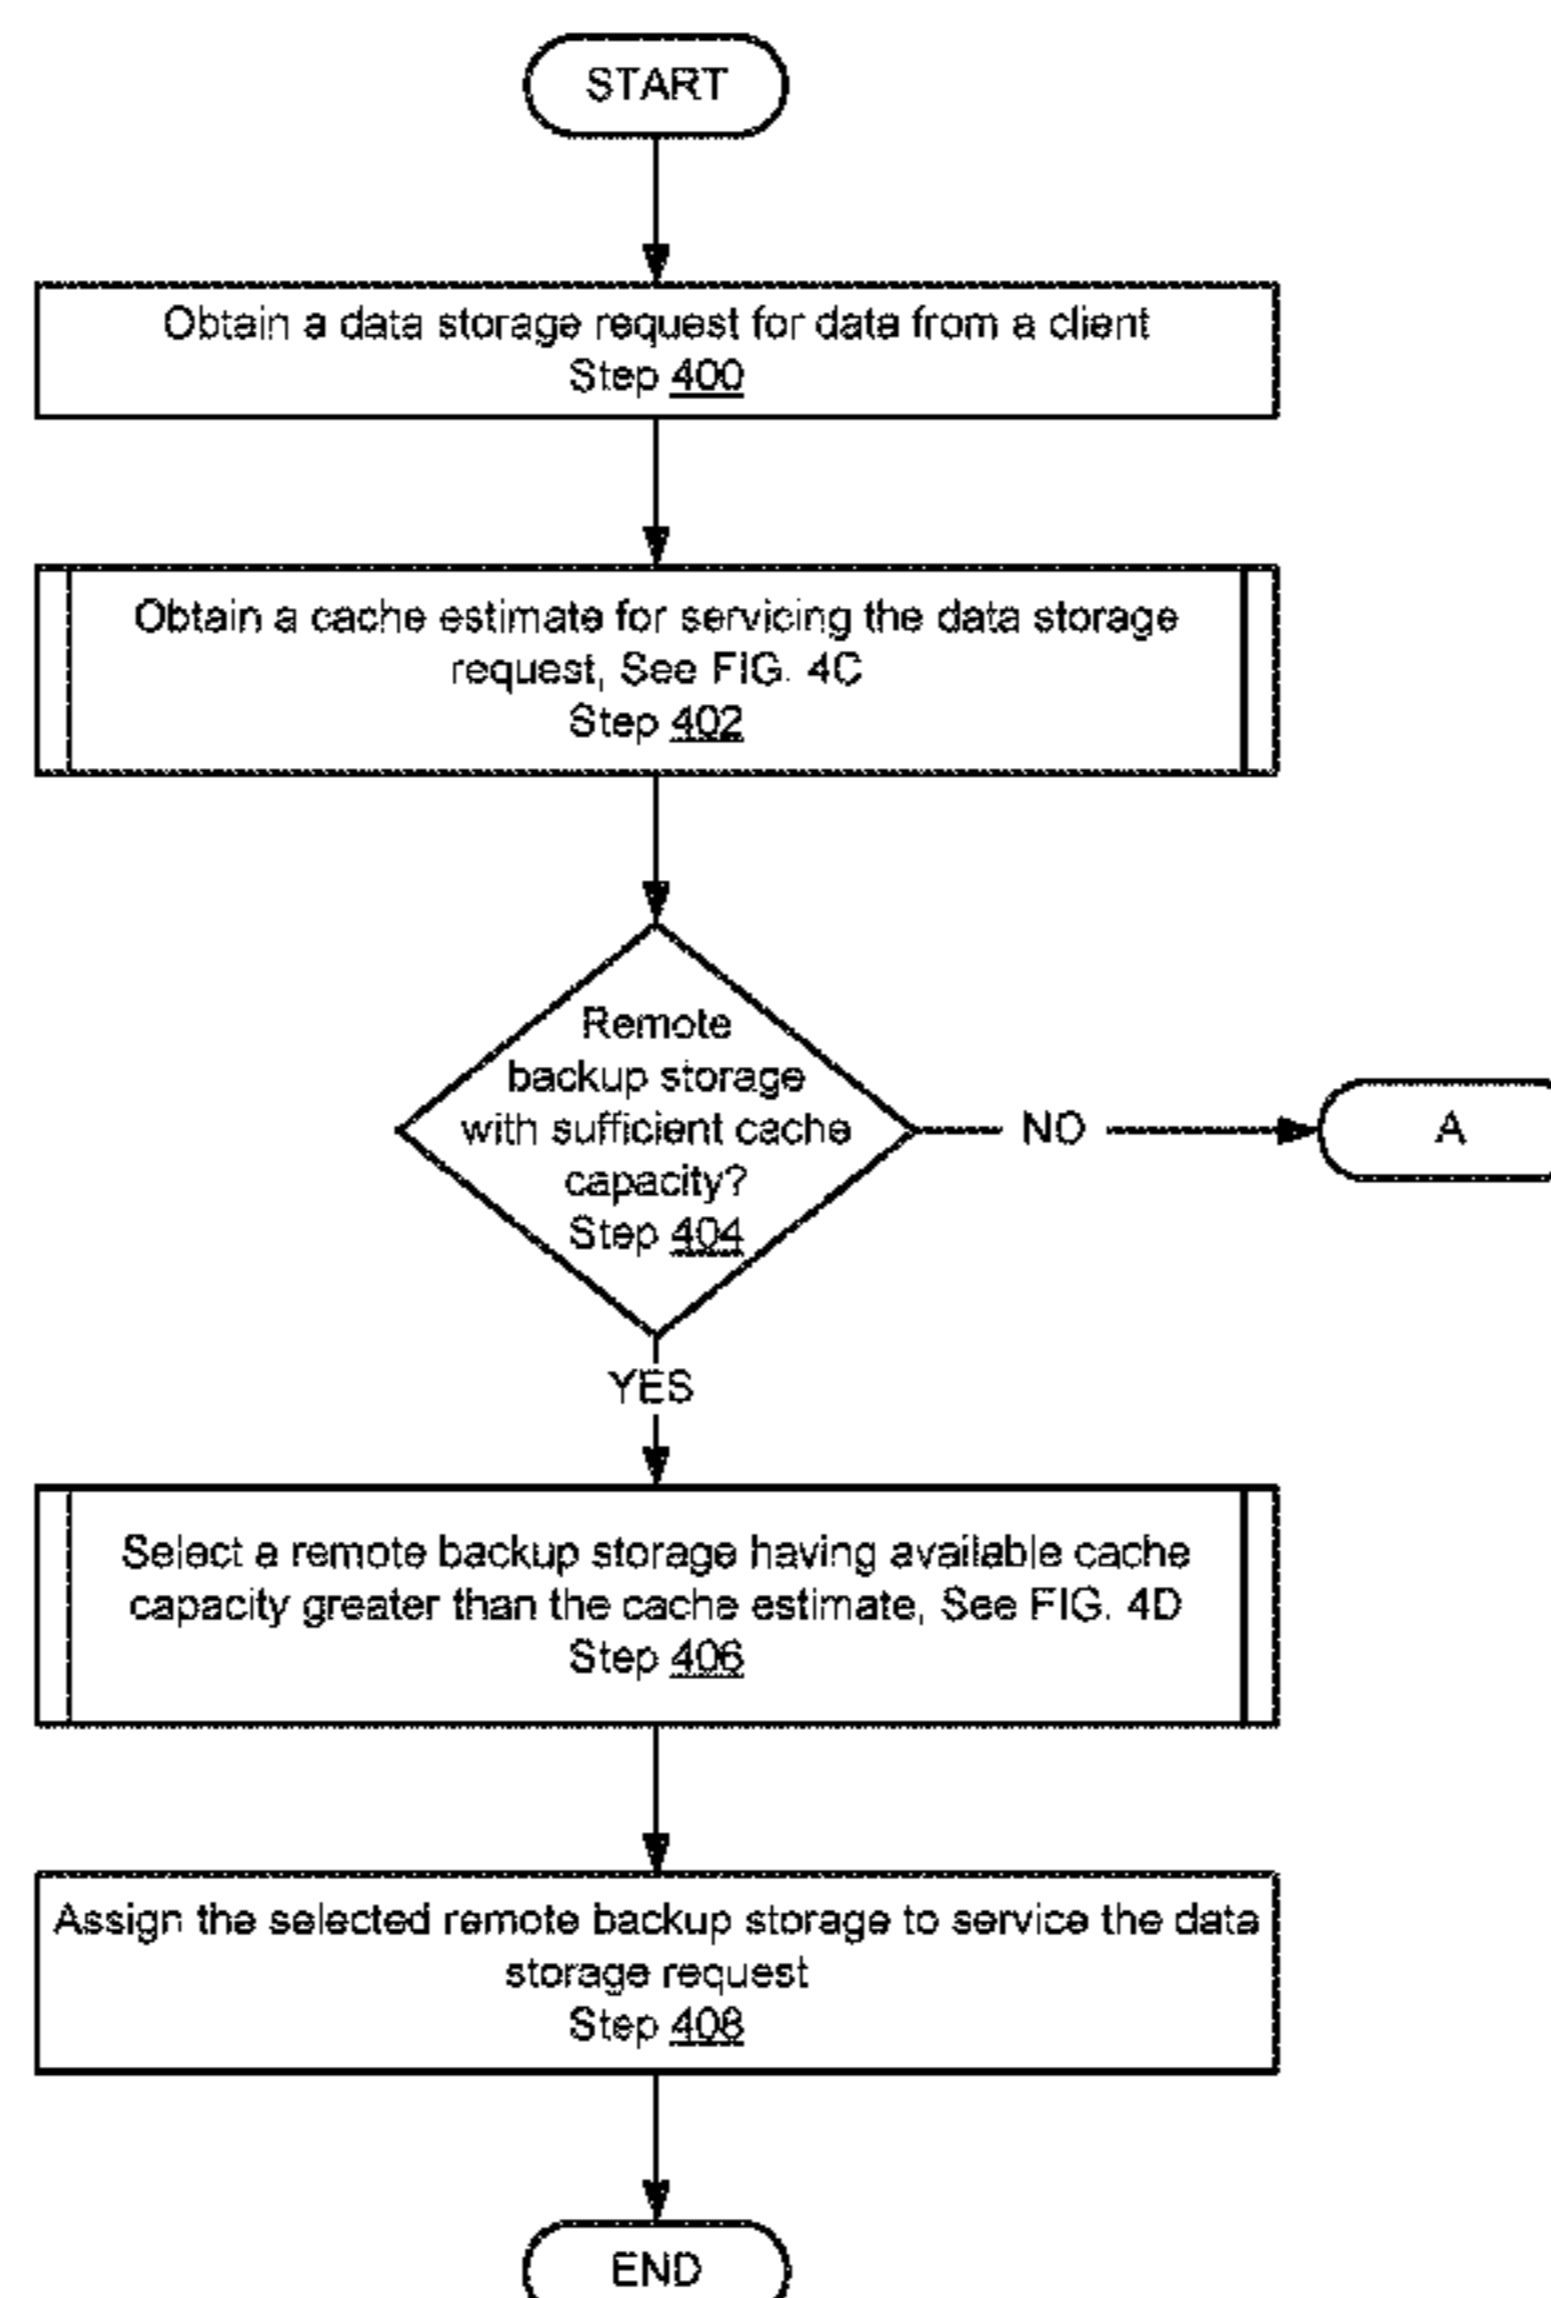 START
Obtain a data storage request for data from a client
Step 400
Obtain a cache estimate for servicing the data storage
request, See FIG. 4C
Step 402
Remote
backup storage
with sufficient cache
capacity?
Step 404
NO
A
YES
Select a remote backup storage having available cache
capacity greater than the cache estimate, See FIG. 4D
Step 406
Assign the selected remote backup storage to service the data
storage request
Step 408
END